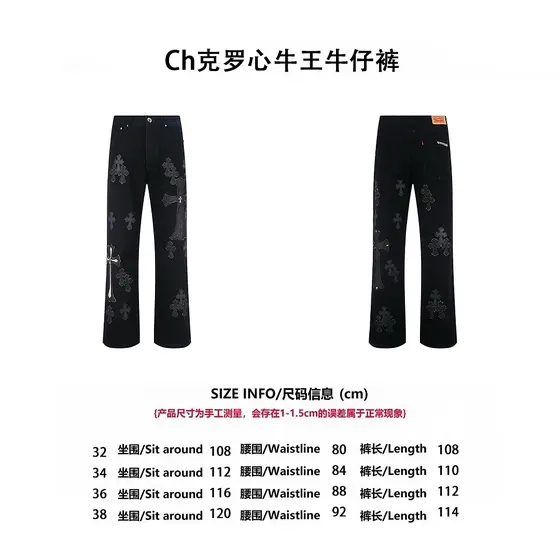 Ch克罗心牛王牛仔裤
SIZE INFO/尺码信息 (cm)
(产品尺寸为手工测量，会存在1-1.5cm的误差属于正常现象)
32 坐围/Sit around 108 腰围/Waistline 80 裤长/Length 108
34 坐围/Sit around 112 腰围/Waistline 84 裤长/Length 110
36 坐围/Sit around 116 腰围/Waistline 88 裤长/Length 112
38 坐围/Sit around 120 腰围/Waistline 92 裤长/Length 114